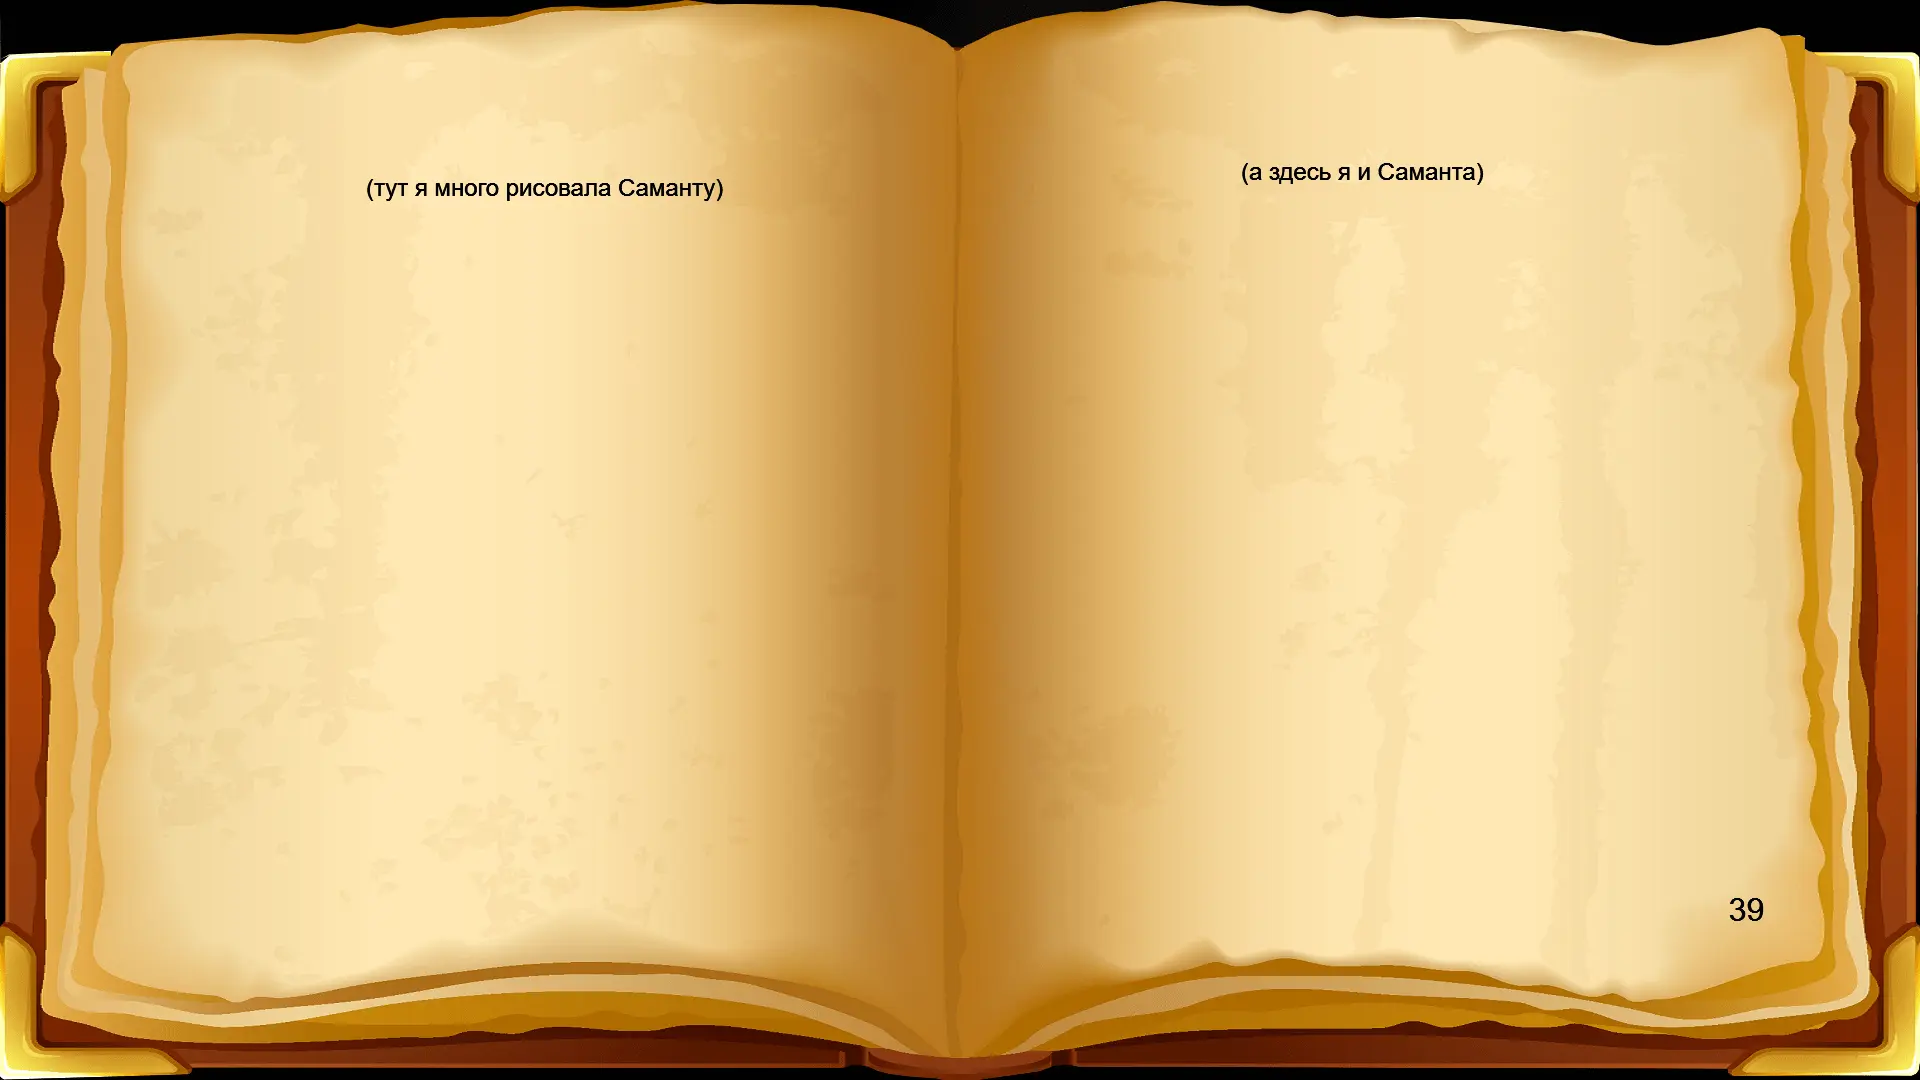 (тут я много рисовала Саманту)
(а здесь я и Саманта)
39